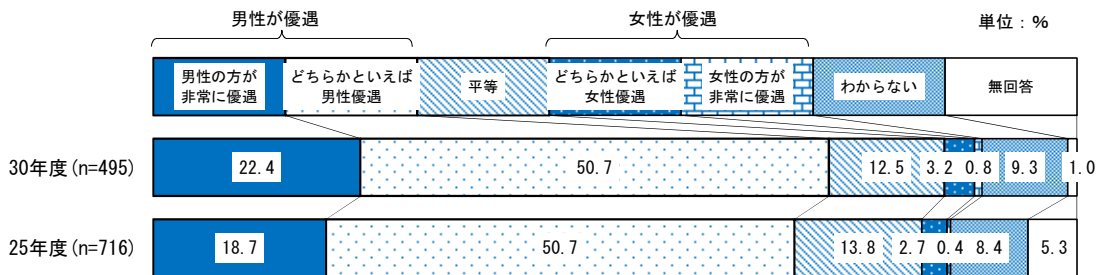 男性が優遇
女性が優遇
単位：％
男性の方が
非常に優遇
どちらかといえば
男性優遇
平等
どちらかといえば
女性優遇
女性の方が
非常に優遇
わからない
無回答
30年度(n=495)
22.4
50.7
12.5
3.2
0.8
9.3
1.0
25年度(n=716)
18.7
50.7
13.8
2.7
0.4
8.4
5.3